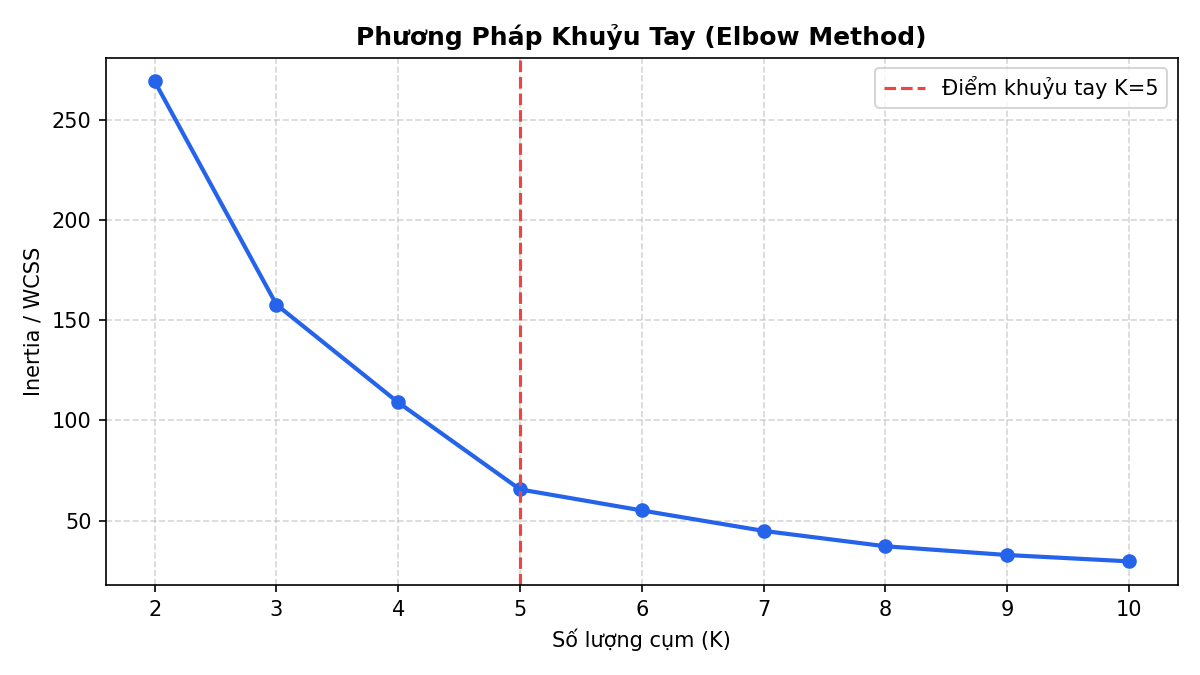 Phương Pháp Khuỷu Tay (Elbow Method)
Điểm khuỷu tay K=5
Inertia / WCSS
250
200
150
100
50
2 3 4 5 6 7 8 9 10
Số lượng cụm (K)